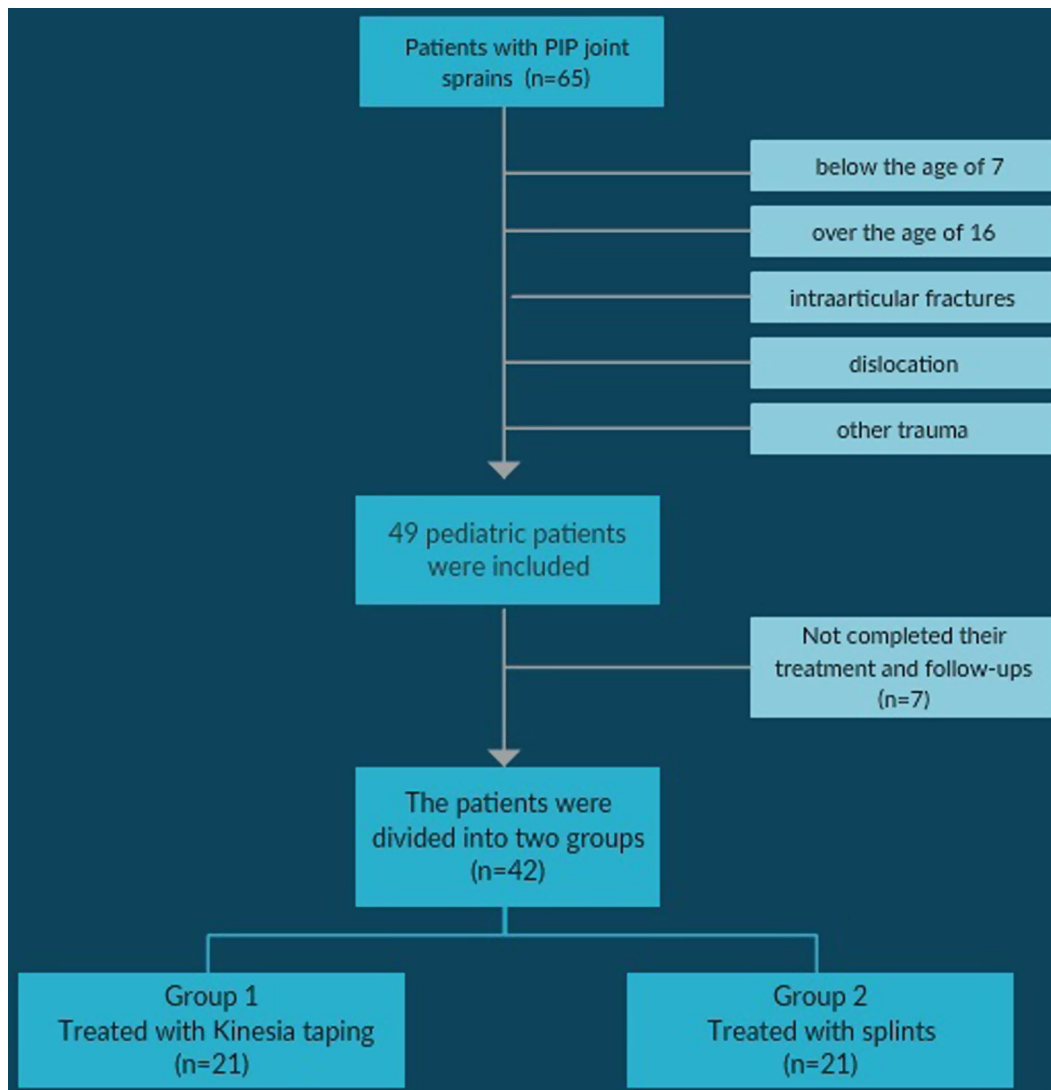 Patients with PIP joint
sprains (n=65)
below the age of 7
over the age of 16
intraarticular fractures
dislocation
other trauma
49 pediatric patients
were included
Not completed their
treatment and follow-ups
(n=7)
The patients were
divided into two groups
(n=42)
Group 1
Treated with Kinesia taping
(n=21)
Group 2
Treated with splints
(n=21)